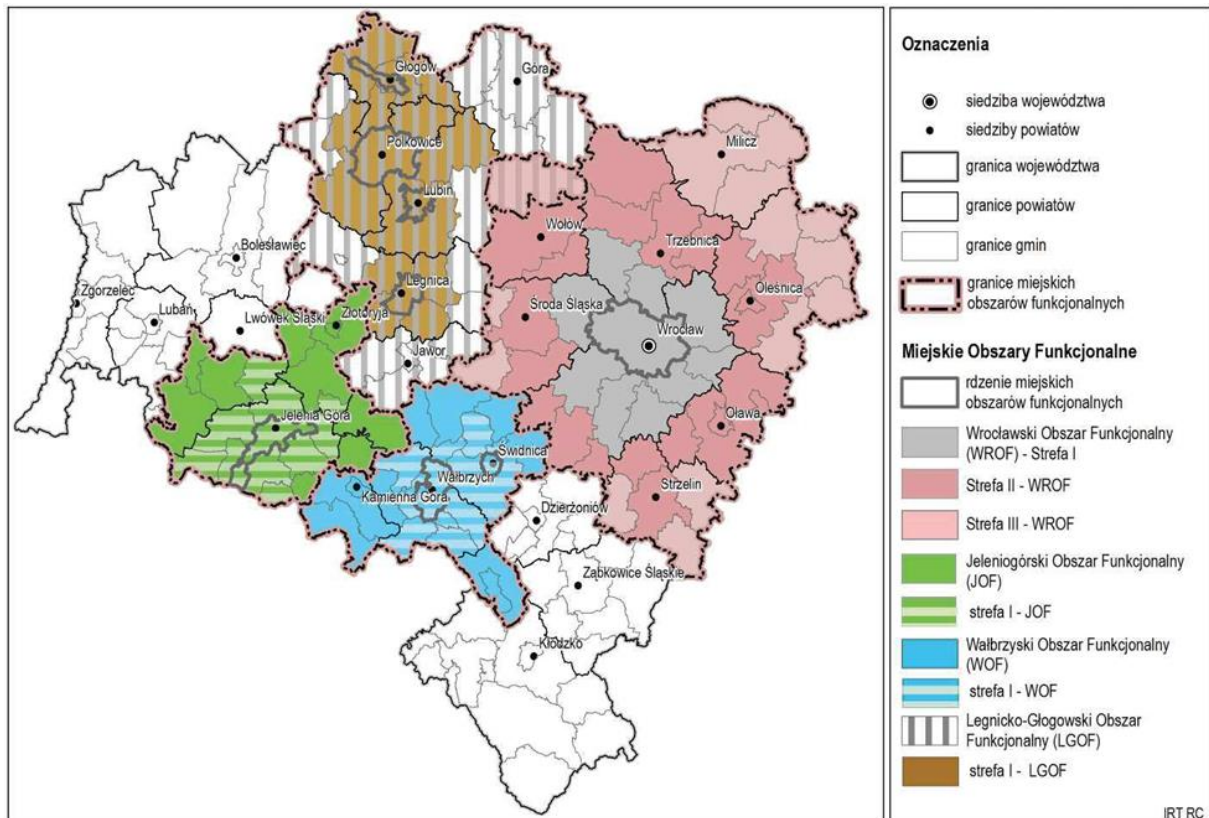 Głogów
Góra
Polkowice
Milicz
Lubin
Wołów
Trzebnica
Bolesławiec
Oleśnica
Legnica
Zgorzelec
Lubań
Lwówek Śląski
Złotoryja
Środa Śląska
Wrocław
Jawor
Jelenia Góra
Oława
Świdnica
Wałbrzych
Kamienna Góra
Strzelin
Dzierżoniów
Ząbkowice Śląskie
Kłodzko
Oznaczenia
siedziba województwa
siedziby powiatów
granica województwa
granice powiatów
granice gmin
granice miejskich
obszarów funkcjonalnych
Miejskie Obszary Funkcjonalne
rdzenie miejskich
obszarów funkcjonalnych
Wrocławski Obszar Funkcjonalny
(WROF) - Strefa I
Strefa II - WROF
Strefa III - WROF
Jeleniogórski Obszar Funkcjonalny
(JOF)
strefa I - JOF
Wałbrzyski Obszar Funkcjonalny
(WOF)
strefa I - WOF
Legnicko-Głogowski Obszar
Funkcjonalny (LGOF)
strefa I - LGOF
IRT RC